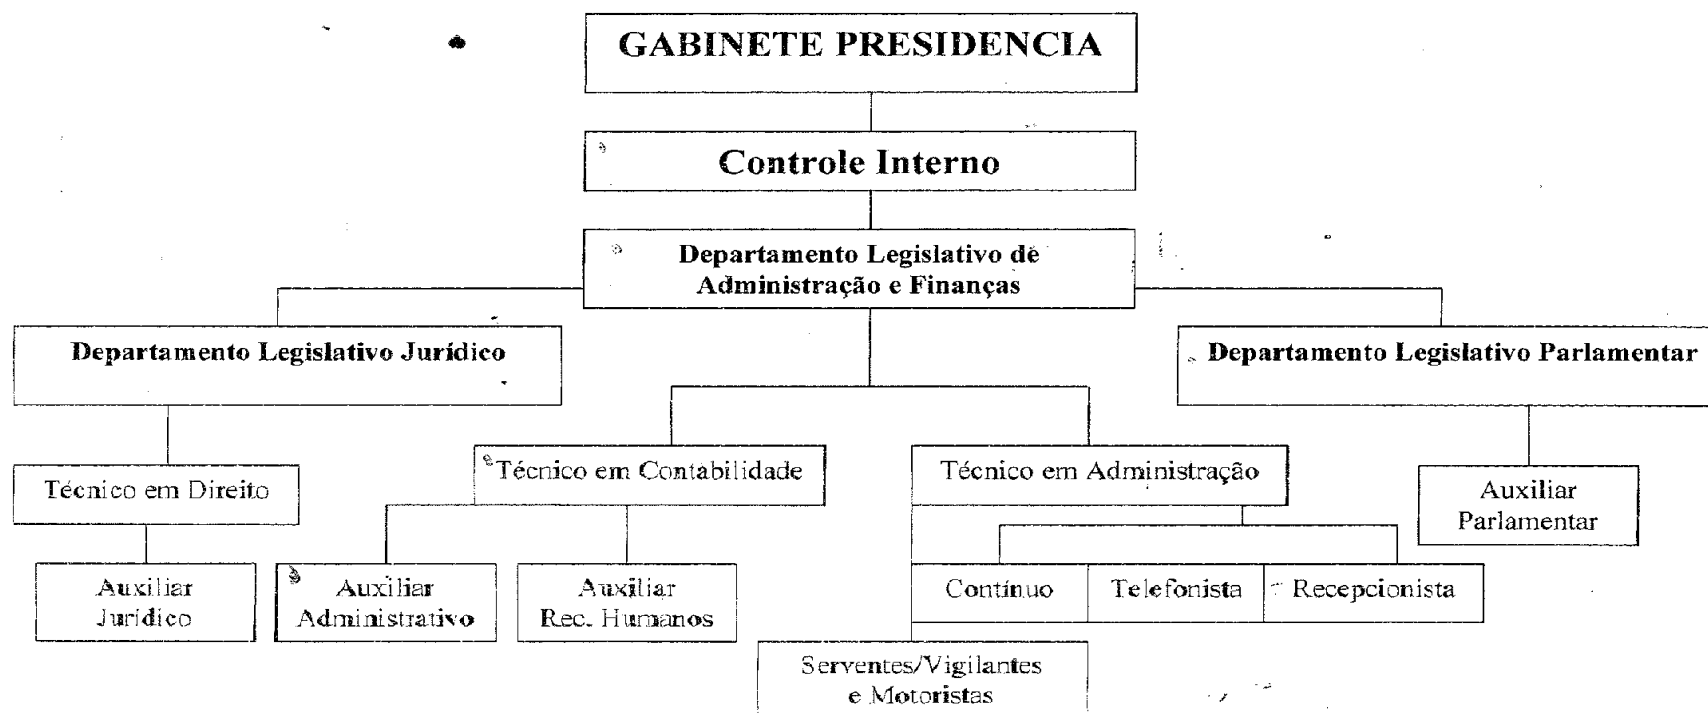 GABINETE PRESIDENCIA
Controle Interno
Departamento Legislativo de
Administração e Finanças
Departamento Legislativo Jurídico
Departamento Legislativo Parlamentar
Técnico em Direito
Técnico em Contabilidade
Técnico em Administração
Auxiliar
Parlamentar
Auxiliar
Jurídico
Auxiliar
Administrativo
Auxiliar
Rec. Humanos
Contínuo
Telefonista
Recepcionista
Serventes/Vigilantes
e Motoristas